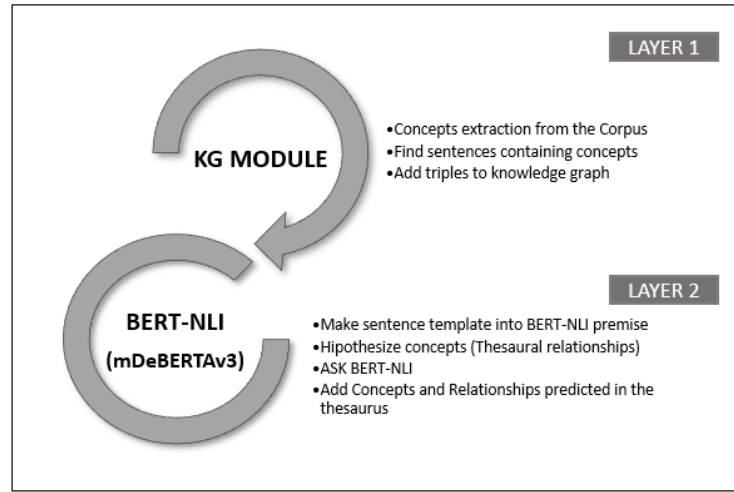 LAYER 1
KG MODULE
•Concepts extraction from the Corpus
•Find sentences containing concepts
•Add triples to knowledge graph
LAYER 2
BERT-NLI
(mDeBERTAv3)
•Make sentence template into BERT-NLI premise
•Hipothesize concepts (Thesaural relationships)
•ASK BERT-NLI
•Add Concepts and Relationships predicted in the
thesaurus